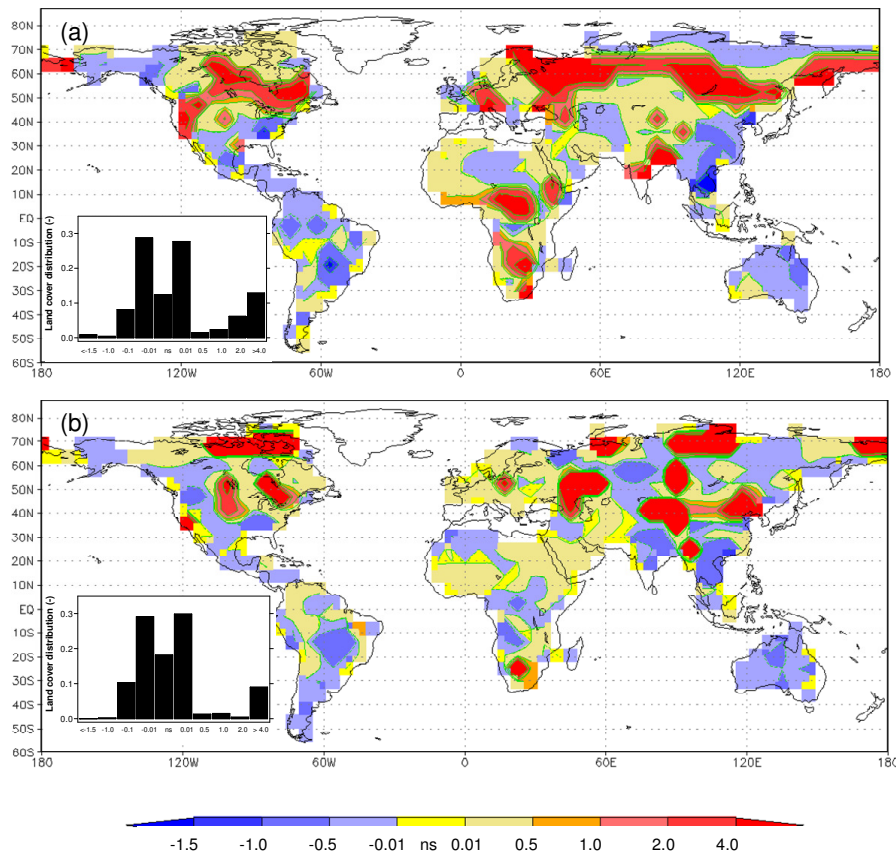 (a)
80N
70N
60N
50N
40N
30N
20N
10N
EQ
10S
20S
30S
40S
50S
60S
180 120W 60W 0 60E 120E 180
Land cover distribution (-)
0.3
0.2
0.1
0.0
<-1.5 -1.0 -0.1 -0.01 ns 0.01 0.5 1.0 2.0 >4.0
(b)
80N
70N
60N
50N
40N
30N
20N
10N
EQ
10S
20S
30S
40S
50S
60S
180 120W 60W 0 60E 120E 180
Land cover distribution (-)
0.3
0.2
0.1
0.0
<-1.5 -1.0 -0.1 -0.01 ns 0.01 0.5 1.0 2.0 > 4.0
-1.5 -1.0 -0.5 -0.01 ns 0.01 0.5 1.0 2.0 4.0